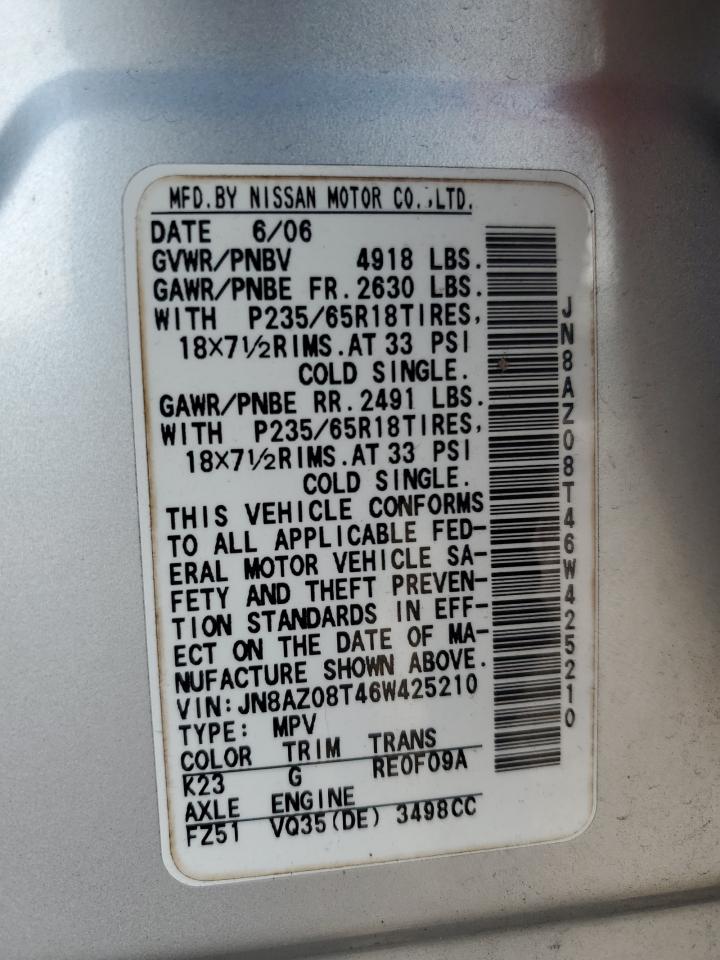 MFD.BY NISSAN MOTOR CO.,LTD.
DATE 6/06
GVWR/PNBV 4918 LBS.
GAWR/PNBE FR.2630 LBS.
WITH P235/65R18TIRES,
18×7½RIMS.AT 33 PSI
COLD SINGLE.
GAWR/PNBE RR.2491 LBS.
WITH P235/65R18TIRES,
18×7½RIMS.AT 33 PSI
COLD SINGLE.
THIS VEHICLE CONFORMS
TO ALL APPLICABLE FED-
ERAL MOTOR VEHICLE SA-
FETY AND THEFT PREVEN-
TION STANDARDS IN EFF-
ECT ON THE DATE OF MA-
NUFACTURE SHOWN ABOVE.
VIN:JN8AZ08T46W425210
TYPE: MPV
COLOR TRIM TRANS
K23 G RE0F09A
AXLE ENGINE
FZ51 VQ35(DE) 3498CC
JN8AZ08T46W425210